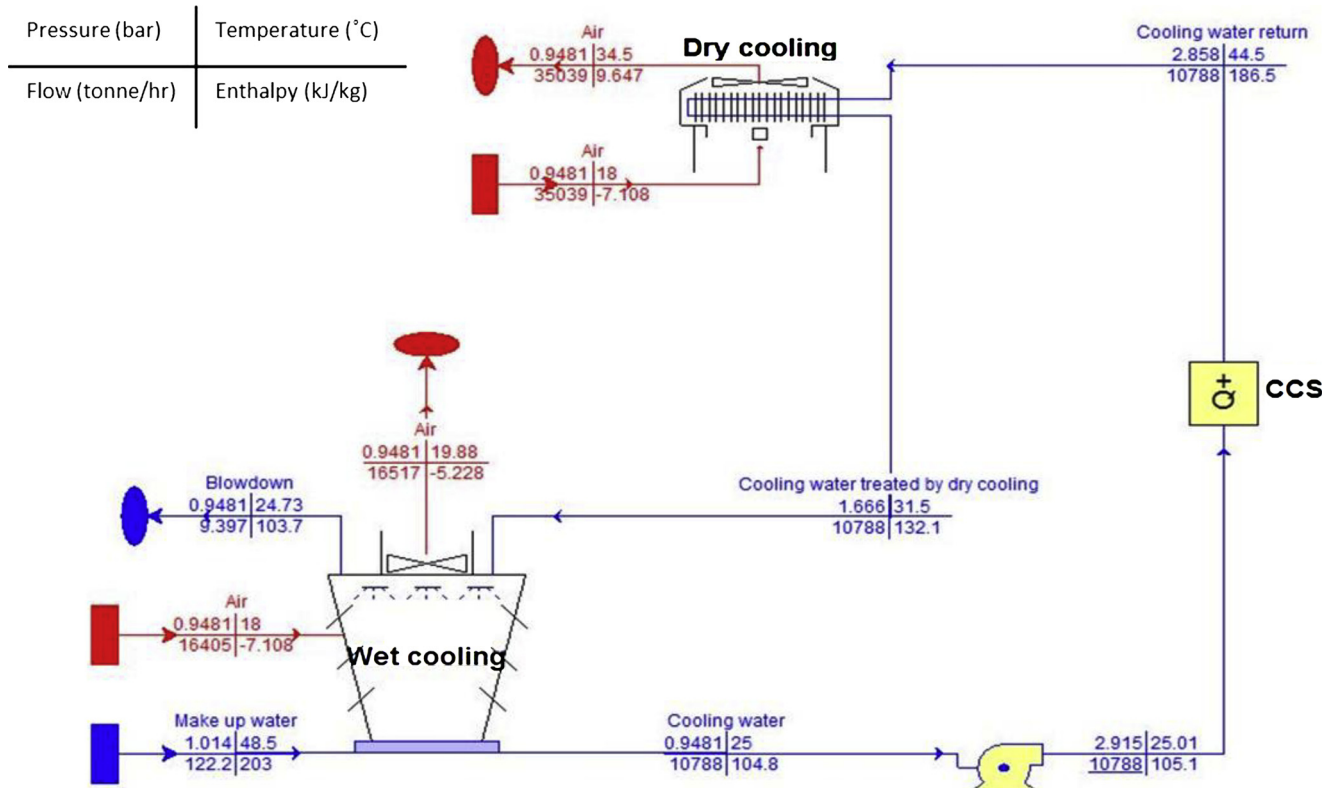 Pressure (bar) Temperature (˚C)
Flow (tonne/hr) Enthalpy (kJ/kg)
Cooling water return
2.858 44.5
10788 186.5
Dry cooling
Air
0.9481 34.5
35039 9.647
Air
0.9481 18
35039 -7.108
CCS
Q+
Air
0.9481 19.88
16517 -5.228
Blowdown
0.9481 24.73
9.397 103.7
Cooling water treated by dry cooling
1.666 31.5
10788 132.1
Air
0.9481 18
16405 -7.108
Wet cooling
Make up water
1.014 48.5
122.2 203
Cooling water
0.9481 25
10788 104.8
2.915 25.01
10788 105.1